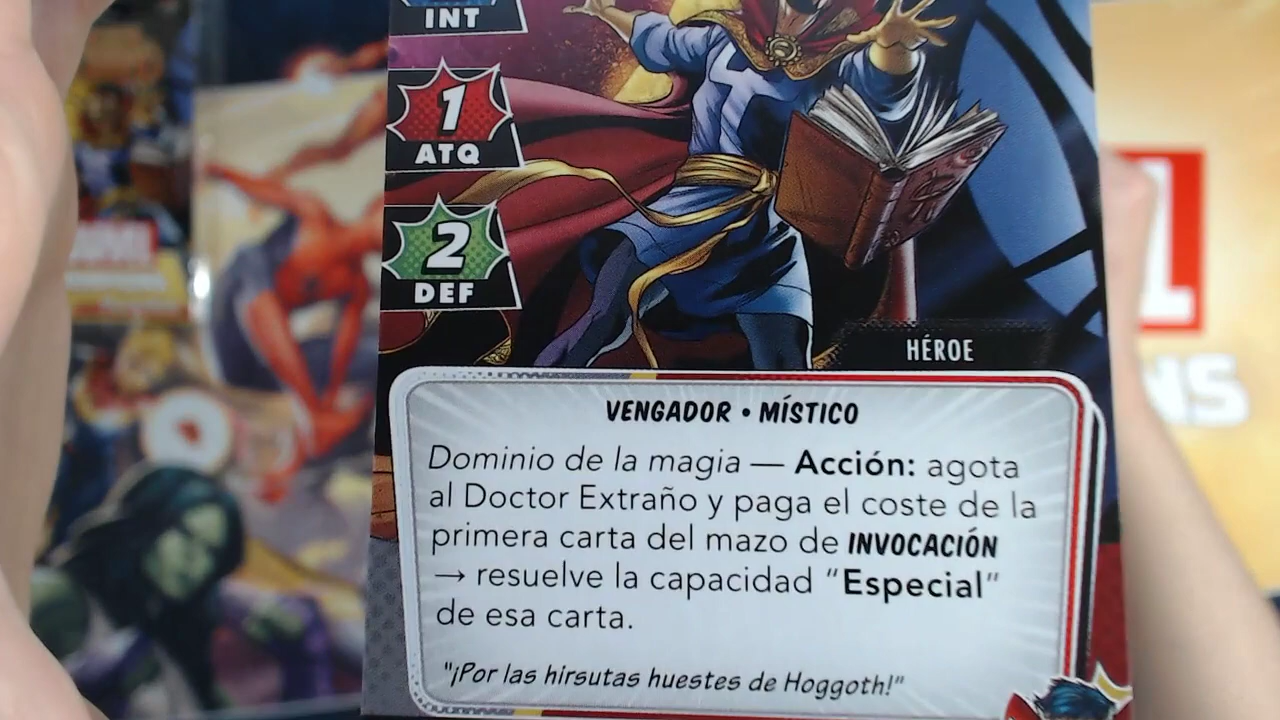 INT
1
ATQ
2
DEF
HÉROE
VENGADOR • MÍSTICO
Dominio de la magia — Acción: agota
al Doctor Extraño y paga el coste de la
primera carta del mazo de INVOCACIÓN
→ resuelve la capacidad "Especial"
de esa carta.
"¡Por las hirsutas huestes de Hoggoth!"